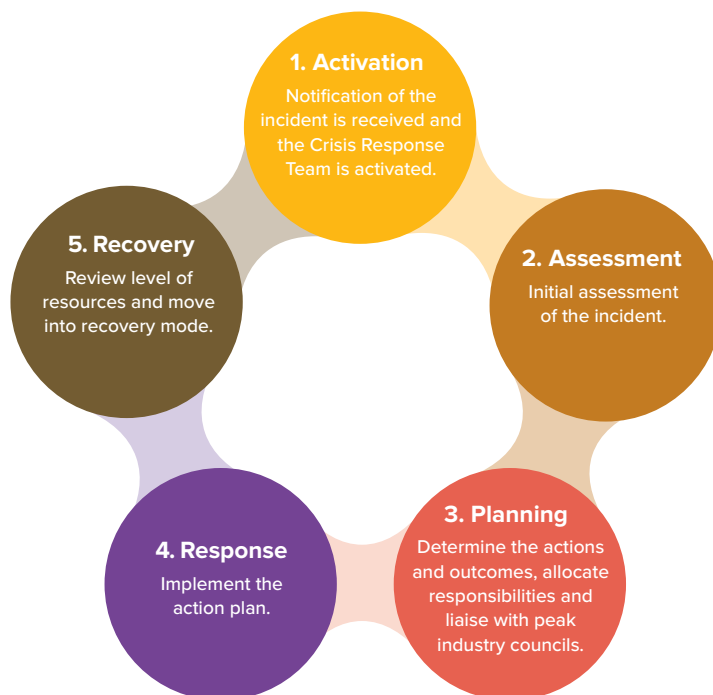 1. Activation
Notification of the
incident is received and
the Crisis Response
Team is activated.
2. Assessment
Initial assessment
of the incident.
3. Planning
Determine the actions
and outcomes, allocate
responsibilities and
liaise with peak
industry councils.
4. Response
Implement the
action plan.
5. Recovery
Review level of
resources and move
into recovery mode.